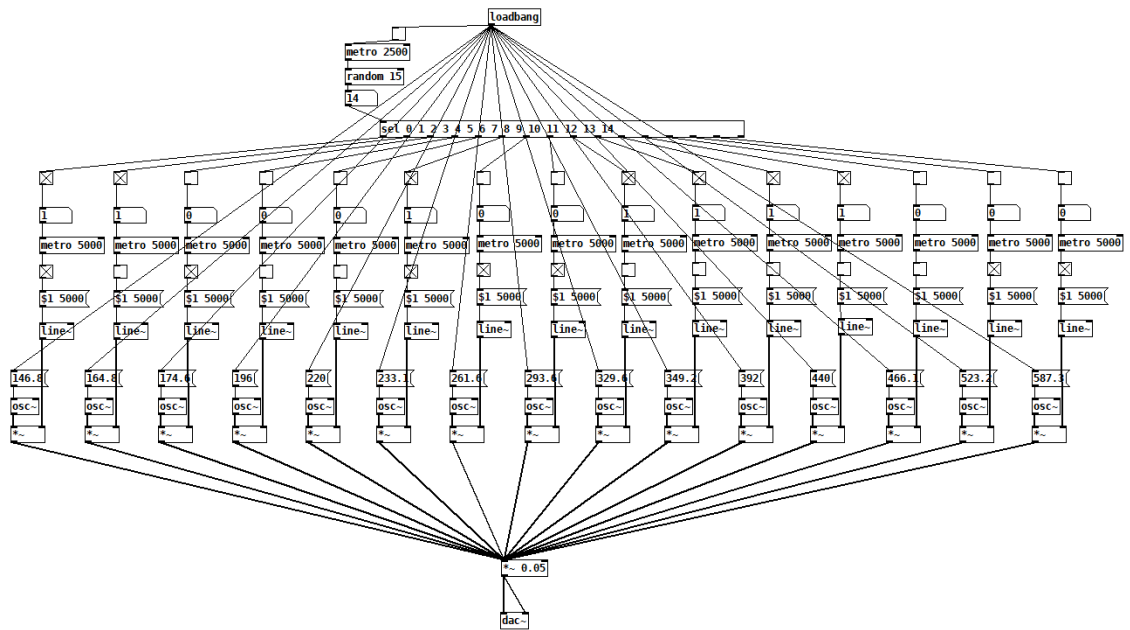 loadbang
metro 2500
random 15
14
sel 0 1 2 3 4 5 6 7 8 9 10 11 12 13 14
1 1 0 0 0 1 0 0 1 1 1 1 0 0 0
metro 5000 metro 5000 metro 5000 metro 5000 metro 5000 metro 5000 metro 5000 metro 5000 metro 5000 metro 5000 metro 5000 metro 5000 metro 5000 metro 5000 metro 5000
$1 5000 $1 5000 $1 5000 $1 5000 $1 5000 $1 5000 $1 5000 $1 5000 $1 5000 $1 5000 $1 5000 $1 5000 $1 5000 $1 5000 $1 5000
line~ line~ line~ line~ line~ line~ line~ line~ line~ line~ line~ line~ line~ line~ line~
146.8 164.8 174.6 196 220 233.1 261.6 293.6 329.6 349.2 392 440 466.1 523.2 587.3
osc~ osc~ osc~ osc~ osc~ osc~ osc~ osc~ osc~ osc~ osc~ osc~ osc~ osc~ osc~
*~ *~ *~ *~ *~ *~ *~ *~ *~ *~ *~ *~ *~ *~ *~
*~ 0.05
dac~